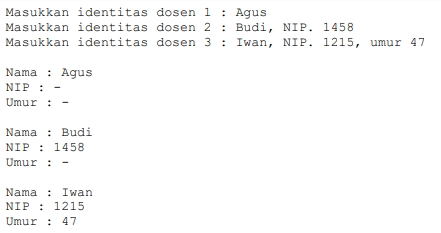 Masukkan identitas dosen 1 : Agus
Masukkan identitas dosen 2 : Budi, NIP. 1458
Masukkan identitas dosen 3 : Iwan, NIP. 1215, umur 47
Nama : Agus
NIP : -
Umur : -
Nama : Budi
NIP : 1458
Umur : -
Nama : Iwan
NIP : 1215
Umur : 47